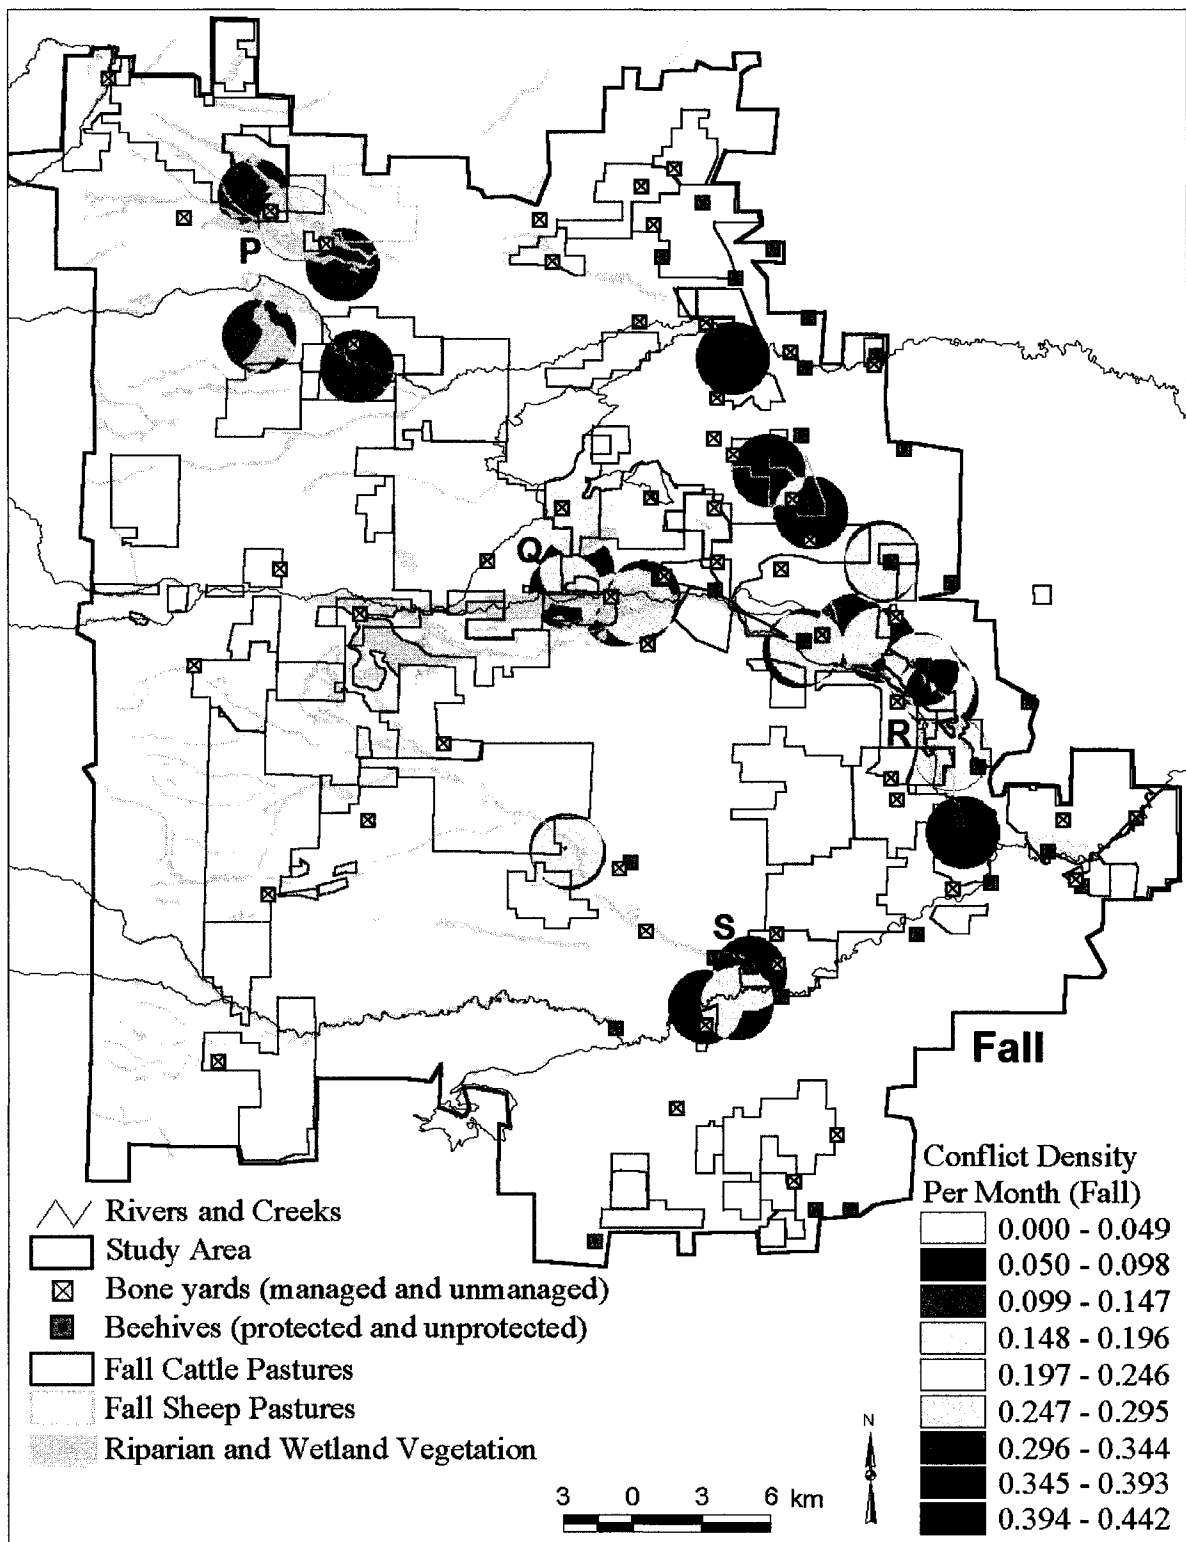 P
Q
R
S
Fall
Rivers and Creeks
Study Area
Bone yards (managed and unmanaged)
Beehives (protected and unprotected)
Fall Cattle Pastures
Fall Sheep Pastures
Riparian and Wetland Vegetation
3 0 3 6 km
N
Conflict Density
Per Month (Fall)
0.000 - 0.049
0.050 - 0.098
0.099 - 0.147
0.148 - 0.196
0.197 - 0.246
0.247 - 0.295
0.296 - 0.344
0.345 - 0.393
0.394 - 0.442